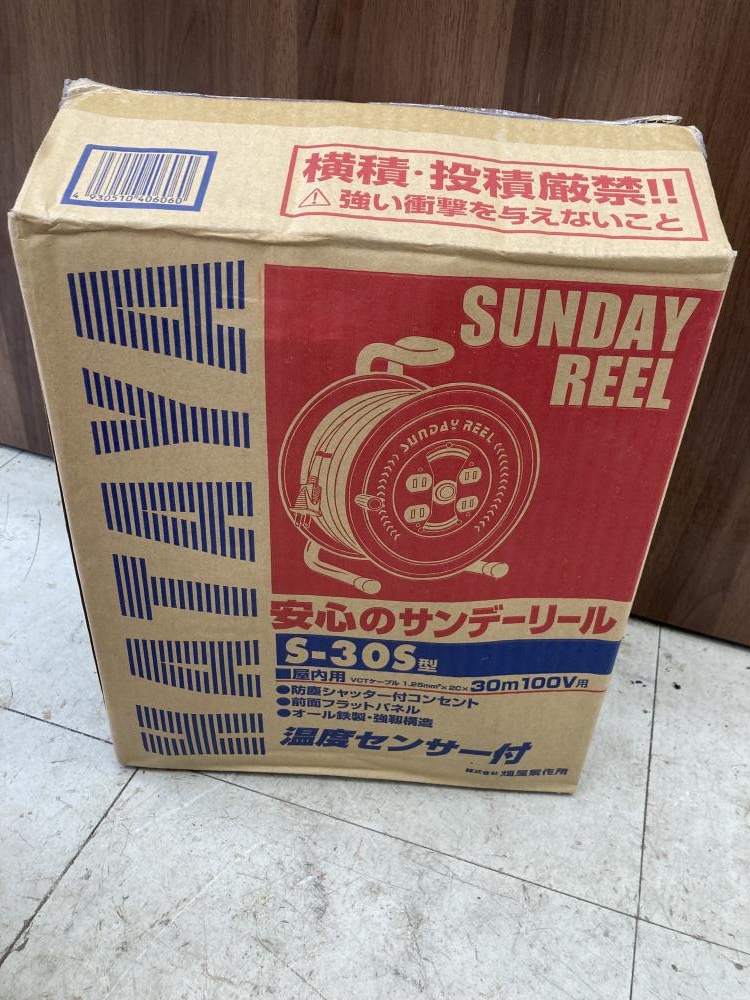 4 930510 406060
横積・投積厳禁!!
⚠強い衝撃を与えないこと
HATAYA
SUNDAY
REEL
SUNDAY REEL
安心のサンデーリール
S-30S型
屋内用 VCTケーブル 1.25mm²×2C×30m100V用
●防塵シャッター付コンセント
●前面フラットパネル
●オール鉄製・強靱構造
温度センサー付
株式会社 畑屋製作所